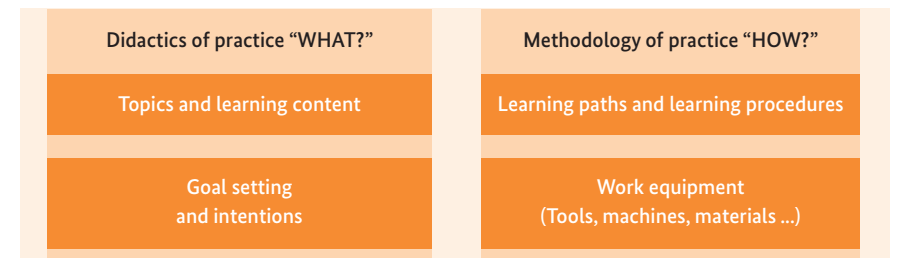 Didactics of practice “WHAT?”
Topics and learning content
Goal setting
and intentions
Methodology of practice “HOW?”
Learning paths and learning procedures
Work equipment
(Tools, machines, materials ...)